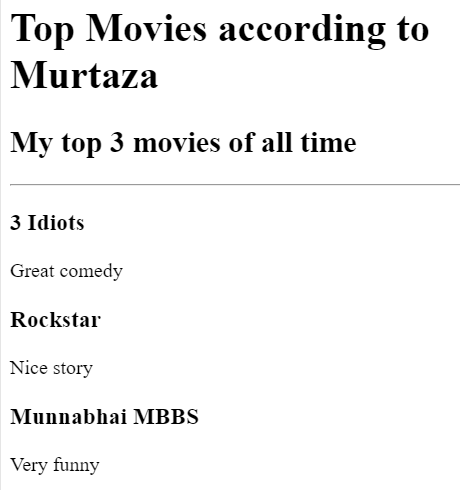 Top Movies according to
Murtaza
My top 3 movies of all time
3 Idiots
Great comedy
Rockstar
Nice story
Munnabhai MBBS
Very funny